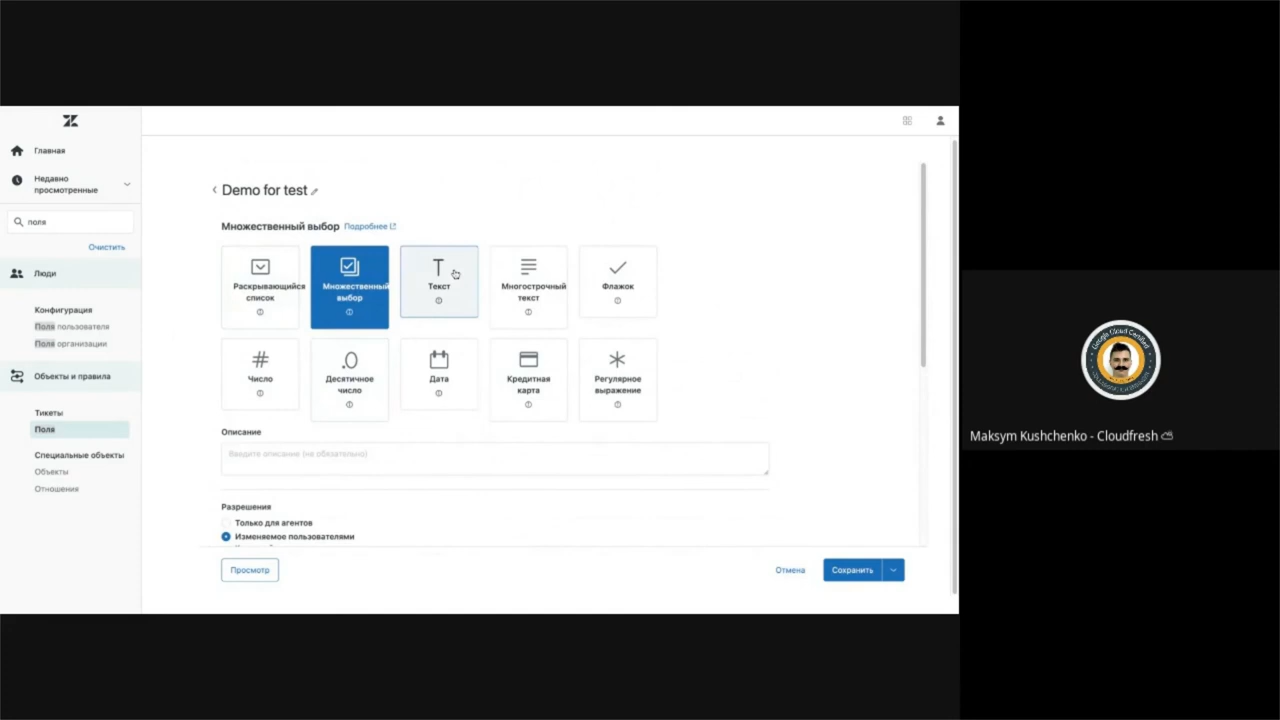 Главная
Недавно
просмотренные
поля
Очистить
Люди
Конфигурация
Поля пользователя
Поля организации
Объекты и правила
Тикеты
Поля
Специальные объекты
Объекты
Отношения
Demo for test
Множественный выбор Подробнее
Раскрывающийся
список
Множественный
выбор
Текст
Многострочный
текст
Флажок
Число
Десятичное
число
Дата
Кредитная
карта
Регулярное
выражение
Описание
Введите описание (не обязательно)
Разрешения
Только для агентов
Изменяемое пользователями
Просмотр
Отмена
Сохранить
Google Cloud Certified
Maksym Kushchenko - Cloudfresh